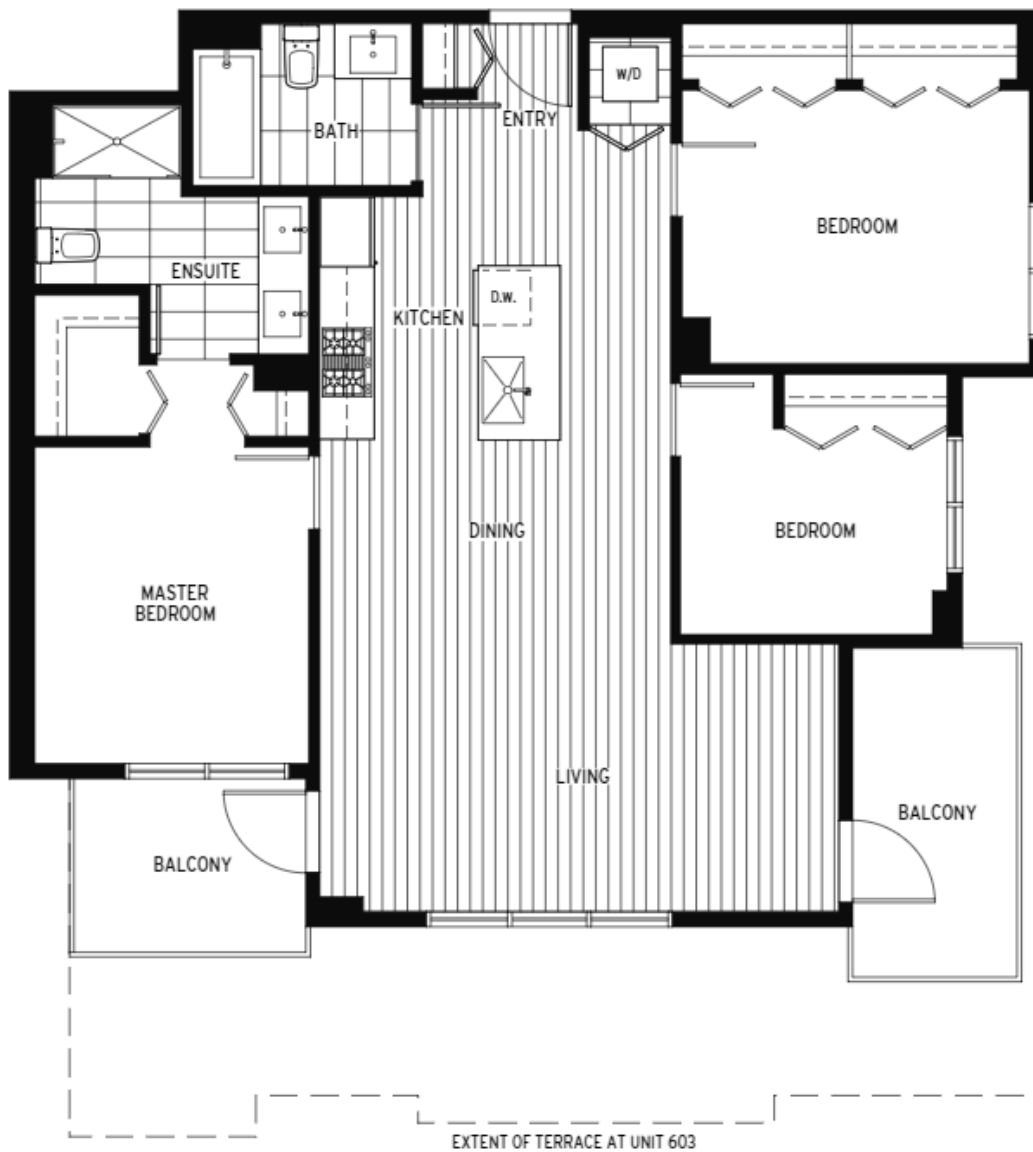 W/D
ENTRY
BATH
BEDROOM
ENSUITE
D.W.
KITCHEN
DINING
BEDROOM
MASTER
BEDROOM
LIVING
BALCONY
BALCONY
EXTENT OF TERRACE AT UNIT 603